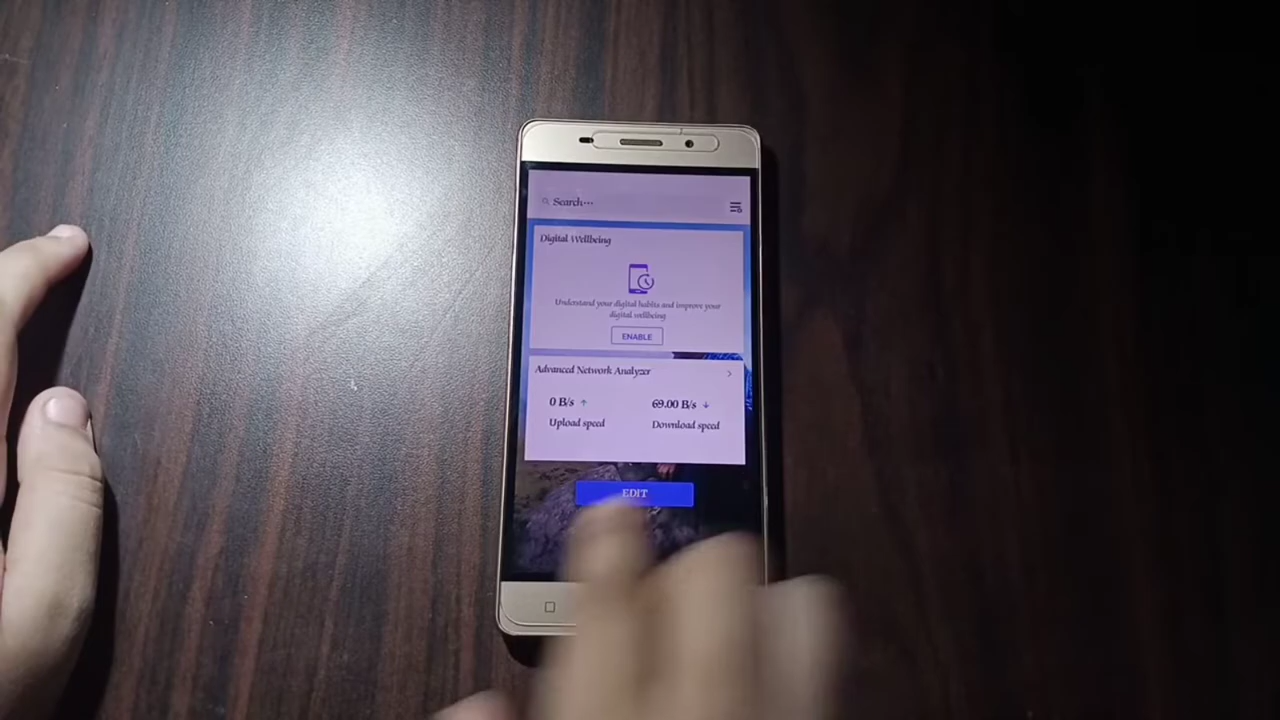 Search...
Digital Wellbeing
Understand your digital habits and improve your
digital wellbeing
ENABLE
Advanced Network Analyzer
0 B/s ↑
69.00 B/s ↓
Upload speed
Download speed
EDIT